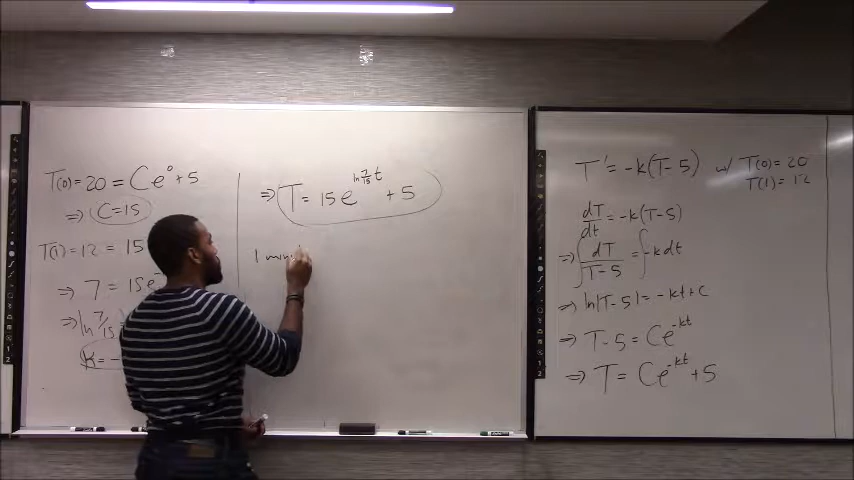 T' = -k(T-5) w/ T(0) = 20
T(1) = 12
dT/dt = -k(T-5)
⇒ ∫ dT/(T-5) = ∫ -k dt
⇒ ln|T-5| = -kt + C
⇒ T-5 = Ce^{-kt}
⇒ T = Ce^{-kt} + 5
T(0) = 20 = Ce^0 + 5
⇒ C=15
T(1) = 12 = 15
⇒ 7 = 15e^-
⇒ ln 7/15
k = -
⇒ T = 15e^{ln 7/15 t} + 5
1 min